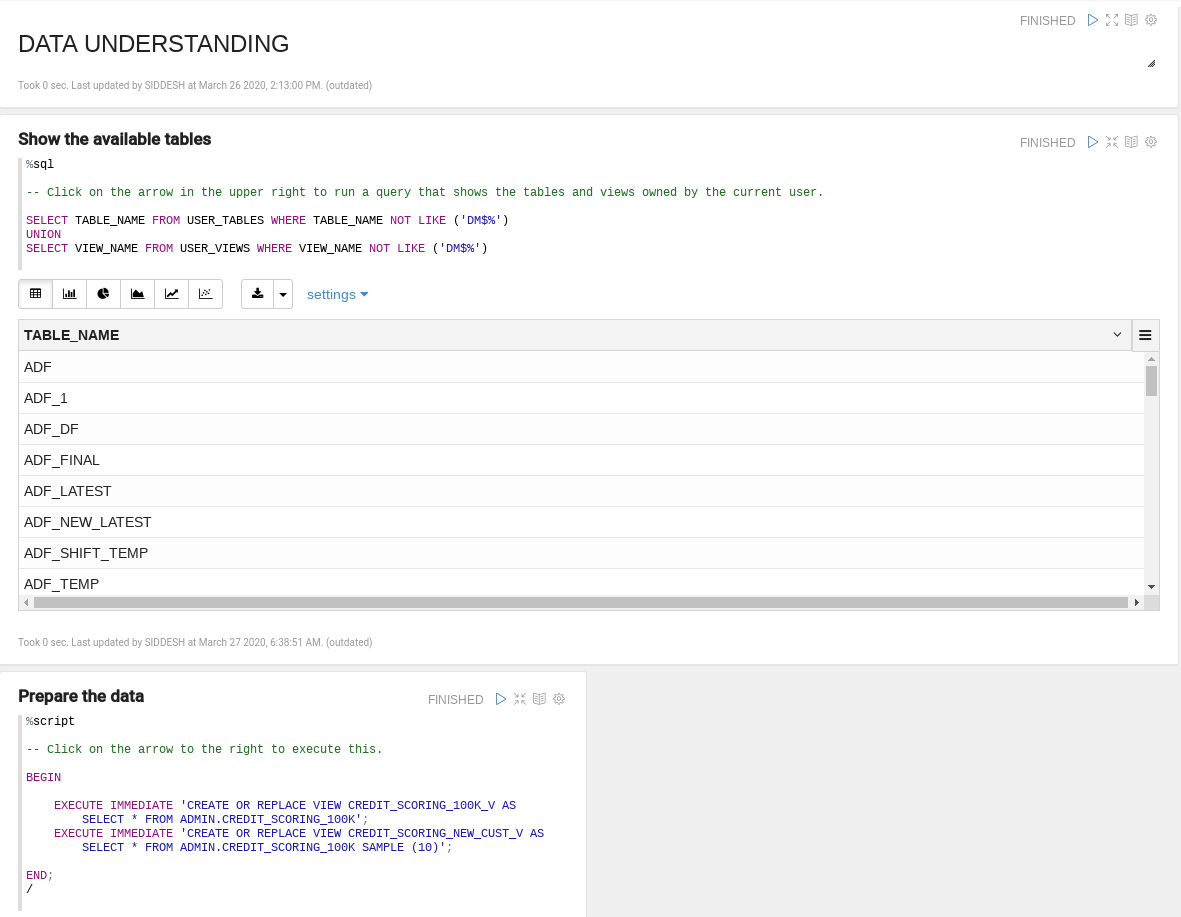 FINISHED
DATA UNDERSTANDING
Took 0 sec. Last updated by SIDDESH at March 26 2020, 2:13:00 PM. (outdated)
Show the available tables
FINISHED
%sql
-- Click on the arrow in the upper right to run a query that shows the tables and views owned by the current user.
SELECT TABLE_NAME FROM USER_TABLES WHERE TABLE_NAME NOT LIKE ('DM$%')
UNION
SELECT VIEW_NAME FROM USER_VIEWS WHERE VIEW_NAME NOT LIKE ('DM$%')
settings
TABLE_NAME
ADF
ADF_1
ADF_DF
ADF_FINAL
ADF_LATEST
ADF_NEW_LATEST
ADF_SHIFT_TEMP
ADF_TEMP
Took 0 sec. Last updated by SIDDESH at March 27 2020, 6:38:51 AM. (outdated)
Prepare the data
FINISHED
%script
-- Click on the arrow to the right to execute this.
BEGIN
EXECUTE IMMEDIATE 'CREATE OR REPLACE VIEW CREDIT_SCORING_100K_V AS
SELECT * FROM ADMIN.CREDIT_SCORING_100K';
EXECUTE IMMEDIATE 'CREATE OR REPLACE VIEW CREDIT_SCORING_NEW_CUST_V AS
SELECT * FROM ADMIN.CREDIT_SCORING_100K SAMPLE (10)';
END;
/